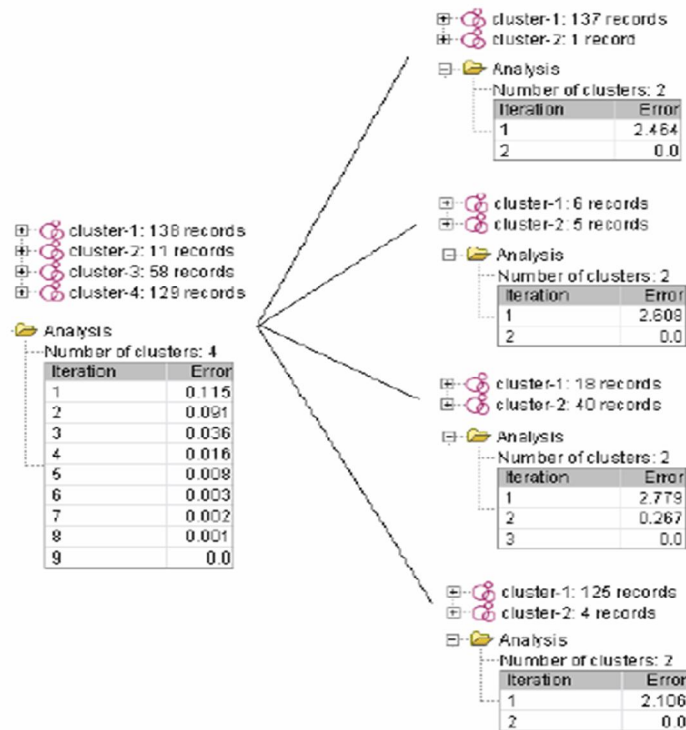 cluster-1: 138 records
cluster-2: 11 records
cluster-3: 58 records
cluster-4: 129 records
Analysis
Number of clusters: 4
Iteration Error
1 0.115
2 0.091
3 0.036
4 0.016
5 0.008
6 0.003
7 0.002
8 0.001
9 0.0
cluster-1: 137 records
cluster-2: 1 record
Analysis
Number of clusters: 2
Iteration Error
1 2.464
2 0.0
cluster-1: 6 records
cluster-2: 5 records
Analysis
Number of clusters: 2
Iteration Error
1 2.609
2 0.0
cluster-1: 18 records
cluster-2: 40 records
Analysis
Number of clusters: 2
Iteration Error
1 2.779
2 0.267
3 0.0
cluster-1: 125 records
cluster-2: 4 records
Analysis
Number of clusters: 2
Iteration Error
1 2.106
2 0.0